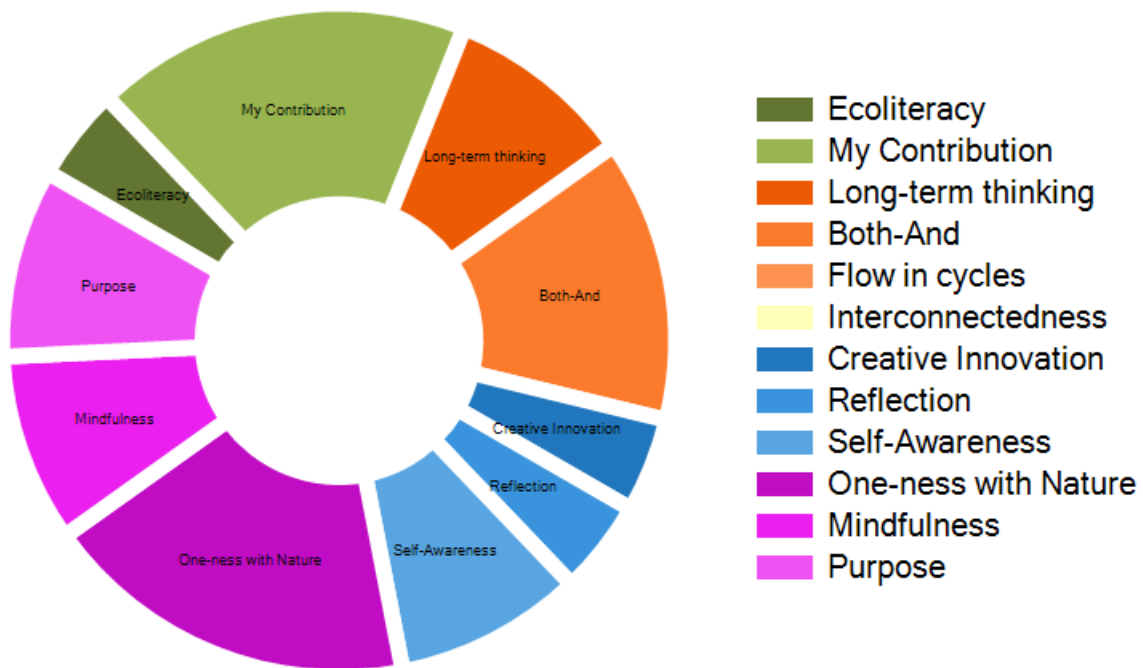 My Contribution
Long-term thinking
Ecoliteracy
Purpose
Both-And
Mindfulness
Creative Innovation
Reflection
Self-Awareness
One-ness with Nature
Ecoliteracy
My Contribution
Long-term thinking
Both-And
Flow in cycles
Interconnectedness
Creative Innovation
Reflection
Self-Awareness
One-ness with Nature
Mindfulness
Purpose